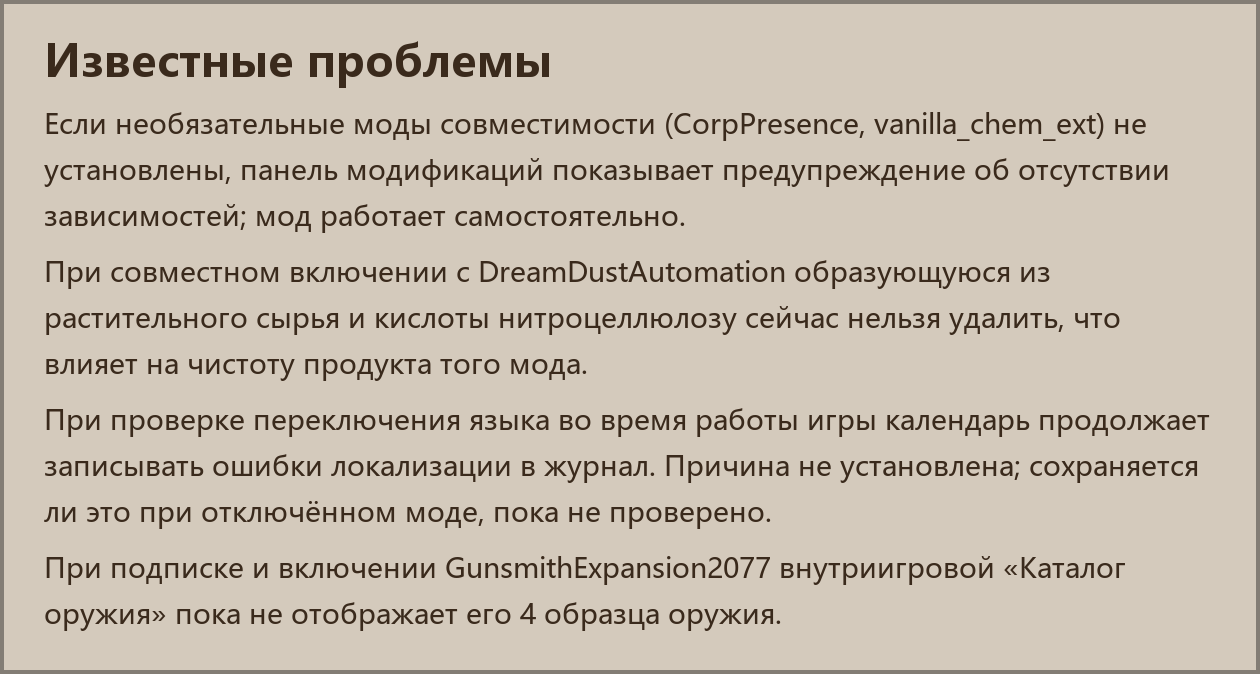 Известные проблемы
Если необязательные моды совместимости (CorpPresence, vanilla_chem_ext) не
установлены, панель модификаций показывает предупреждение об отсутствии
зависимостей; мод работает самостоятельно.
При совместном включении с DreamDustAutomation образующуюся из
растительного сырья и кислоты нитроцеллюлозу сейчас нельзя удалить, что
влияет на чистоту продукта того мода.
При проверке переключения языка во время работы игры календарь продолжает
записывать ошибки локализации в журнал. Причина не установлена; сохраняется
ли это при отключённом моде, пока не проверено.
При подписке и включении GunsmithExpansion2077 внутриигровой «Каталог
оружия» пока не отображает его 4 образца оружия.